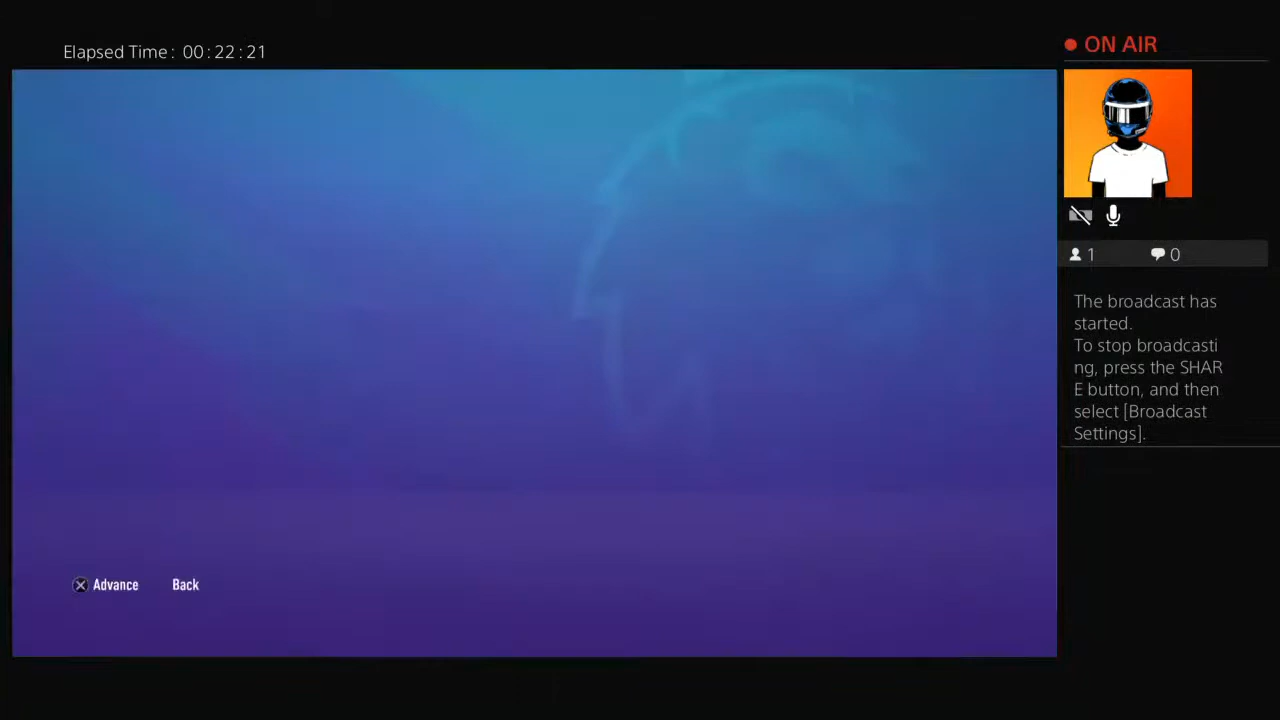 Elapsed Time: 00:22:21
ON AIR
1
0
The broadcast has
started.
To stop broadcasti
ng, press the SHAR
E button, and then
select [Broadcast
Settings].
Advance
Back